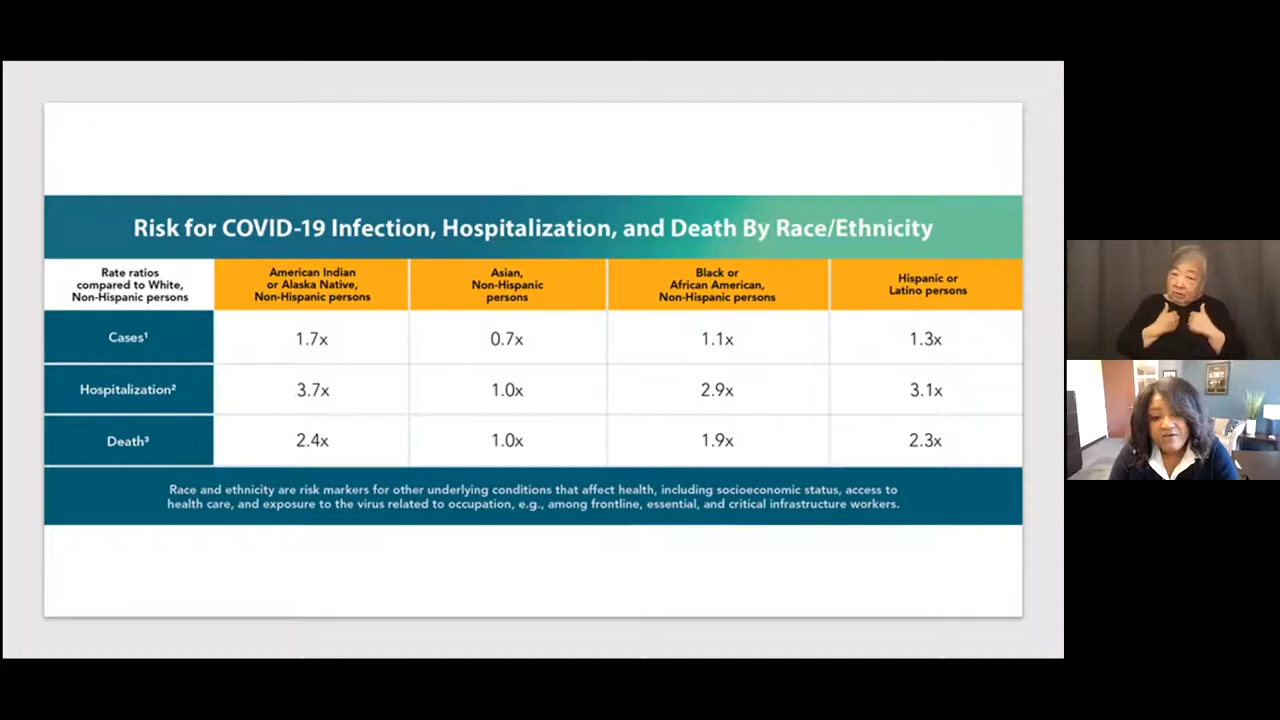 Risk for COVID-19 Infection, Hospitalization, and Death By Race/Ethnicity
Rate ratios
compared to White,
Non-Hispanic persons
American Indian
or Alaska Native,
Non-Hispanic persons
Asian,
Non-Hispanic
persons
Black or
African American,
Non-Hispanic persons
Hispanic or
Latino persons
Cases¹
1.7x
0.7x
1.1x
1.3x
Hospitalization²
3.7x
1.0x
2.9x
3.1x
Death³
2.4x
1.0x
1.9x
2.3x
Race and ethnicity are risk markers for other underlying conditions that affect health, including socioeconomic status, access to
health care, and exposure to the virus related to occupation, e.g., among frontline, essential, and critical infrastructure workers.